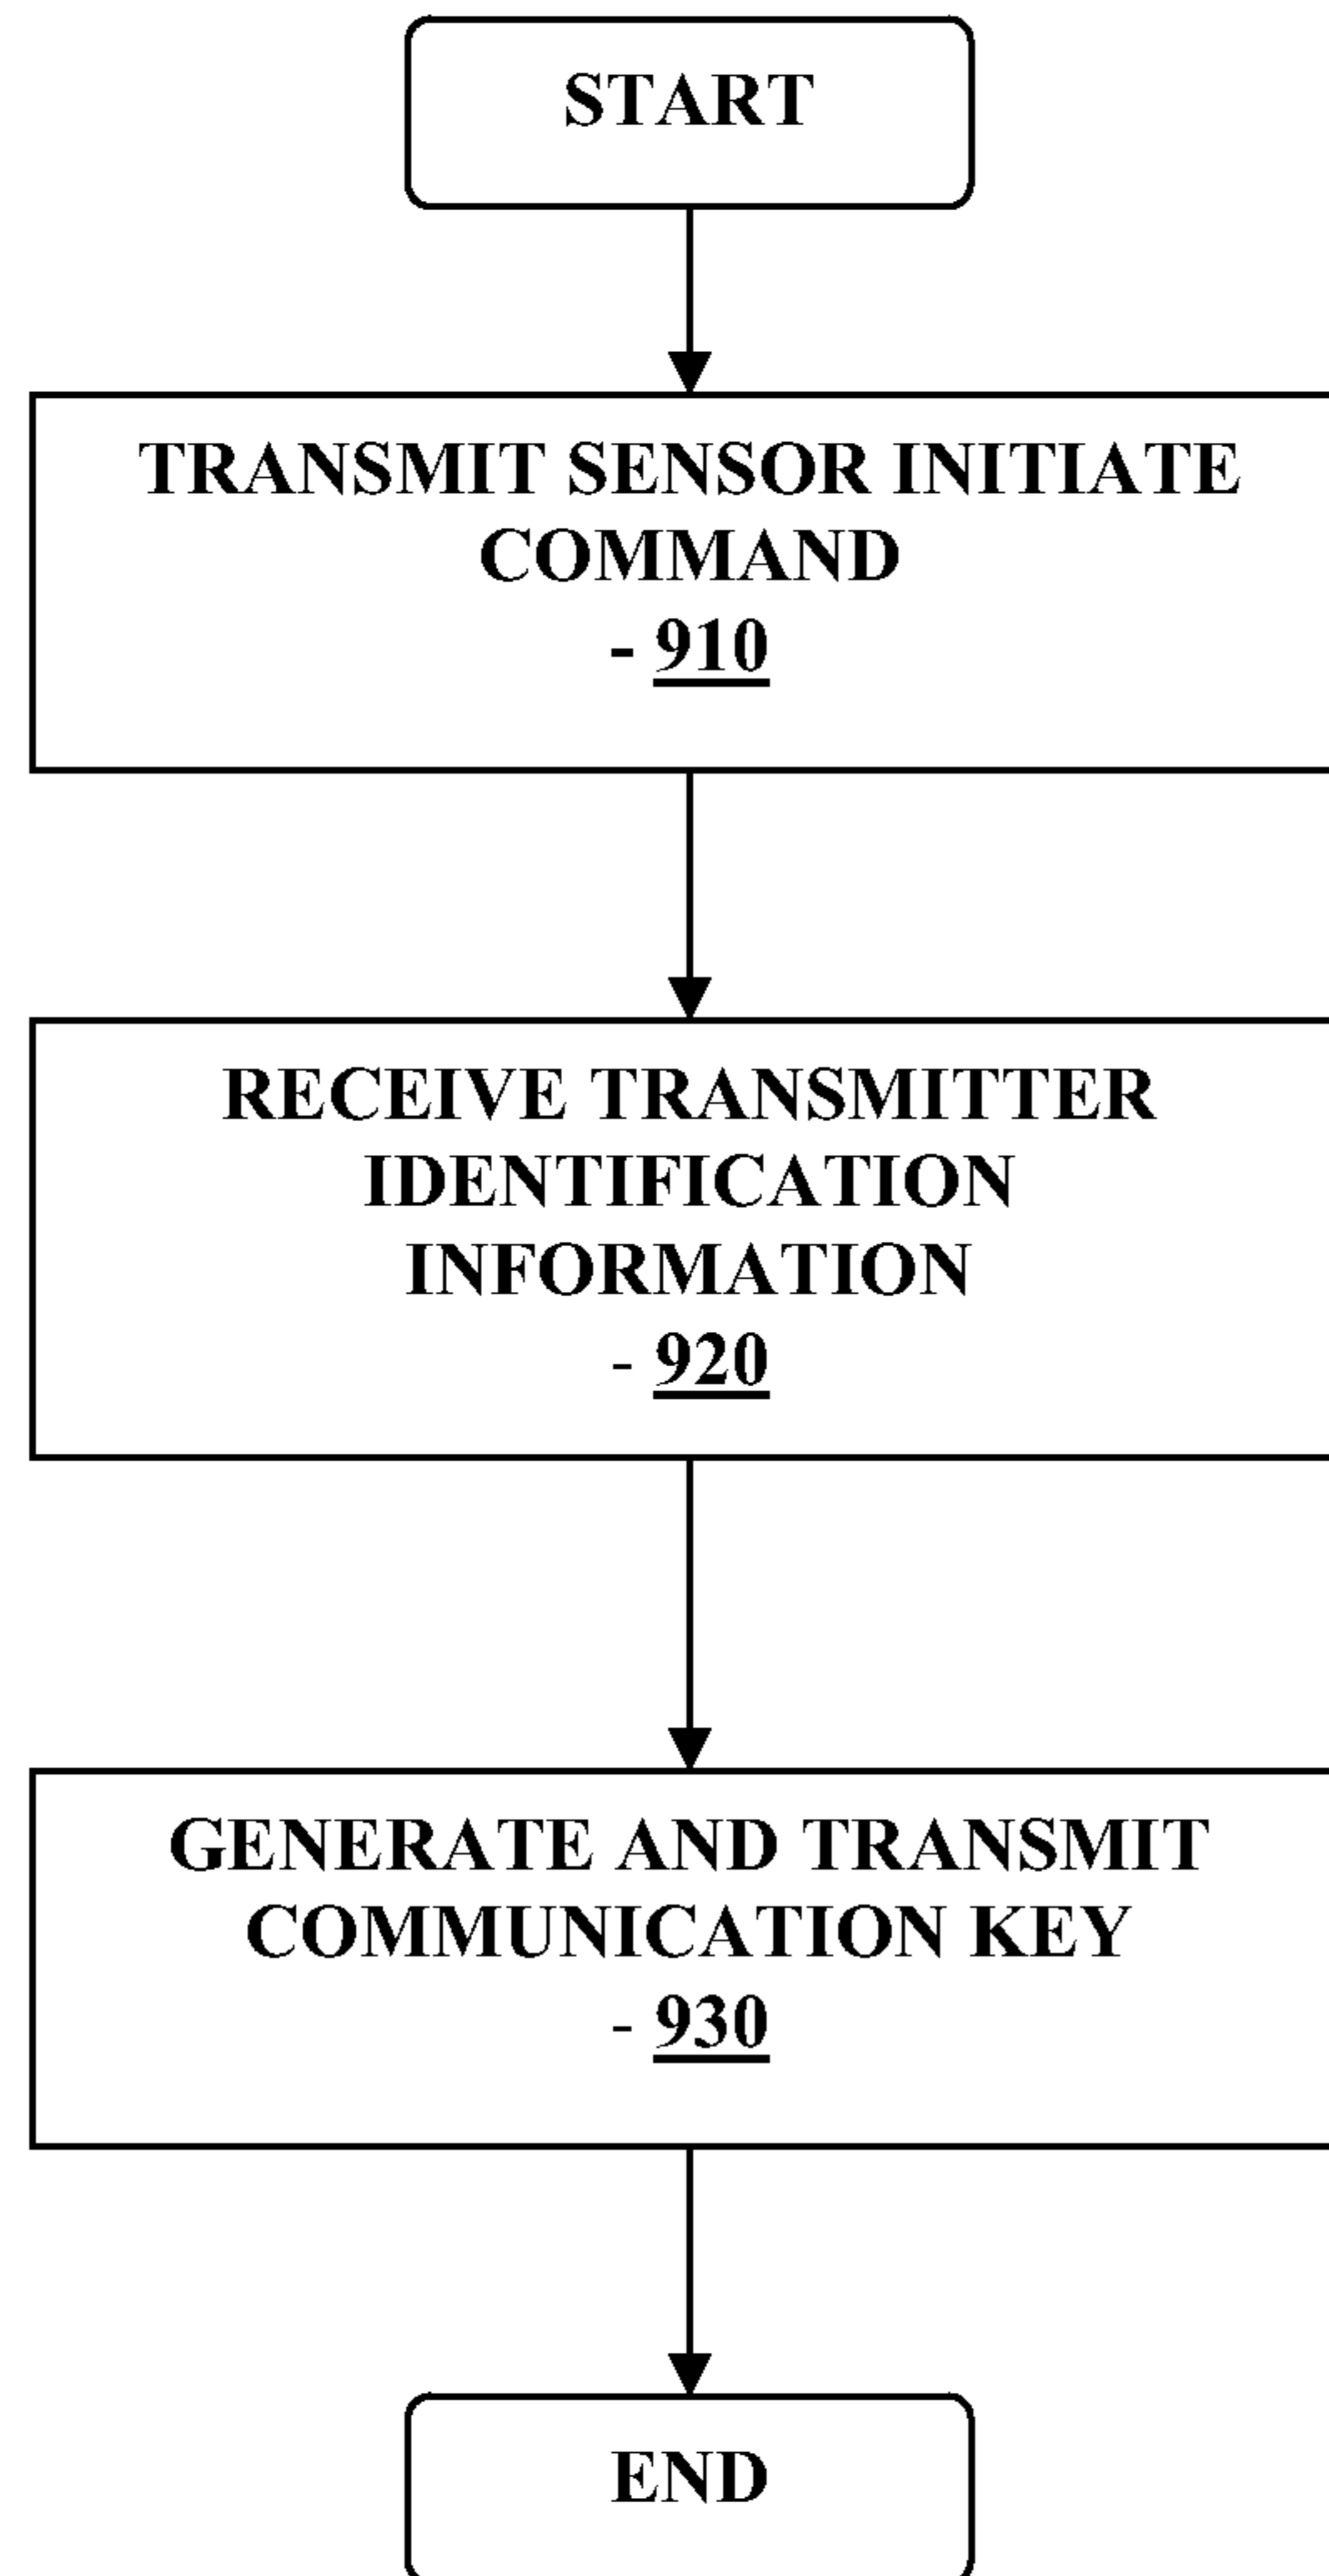 START
TRANSMIT SENSOR INITIATE
COMMAND
- 910
RECEIVE TRANSMITTER
IDENTIFICATION
INFORMATION
- 920
GENERATE AND TRANSMIT
COMMUNICATION KEY
- 930
END